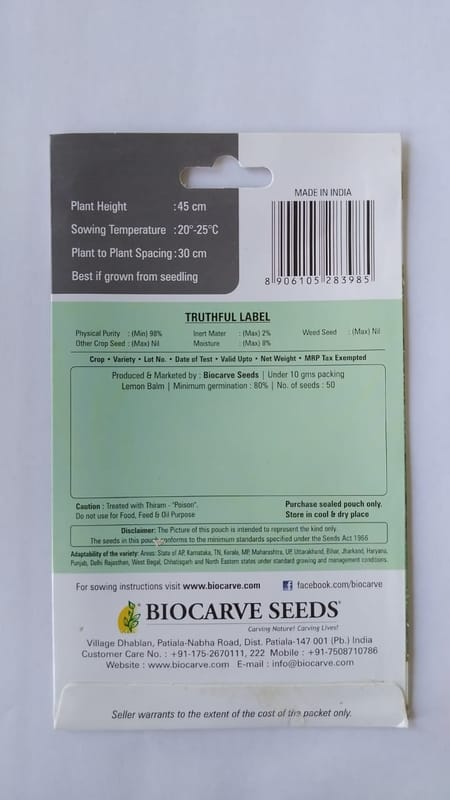 MADE IN INDIA
Plant Height : 45 cm
Sowing Temperature : 20°-25°C
Plant to Plant Spacing : 30 cm
Best if grown from seedling
8 906105 283985
TRUTHFUL LABEL
Physical Purity : (Min) 98% Inert Mater : (Max) 2% Weed Seed : (Max) Nil
Other Crop Seed : (Max) Nil Moisture : (Max) 8%
Crop • Variety • Lot No. • Date of Test • Valid Upto • Net Weight • MRP Tax Exempted
Produced & Marketed by : Biocarve Seeds | Under 10 gms packing
Lemon Balm | Minimum germination : 80% | No. of seeds : 50
Caution : Treated with Thiram - "Poison". Purchase sealed pouch only.
Do not use for Food, Feed & Oil Purpose Store in cool & dry place
Disclaimer: The Picture of this pouch is intended to represent the kind only.
The seeds in this pouch conforms to the minimum standards specified under the Seeds Act 1966
Adaptability of the variety: Areas: State of AP, Karnataka, TN, Kerala, MP, Maharashtra, UP, Uttarakhand, Bihar, Jharkand, Haryana,
Punjab, Delhi Rajasthan, West Begal, Chhatisgarh and North Eastern states under standard growing and management conditions.
For sowing instructions visit www.biocarve.com f facebook.com/biocarve
BIOCARVE SEEDS®
Carving Nature! Carving Lives!
Village Dhablan, Patiala-Nabha Road, Dist. Patiala-147 001 (Pb.) India
Customer Care No. : +91-175-2670111, 222 Mobile : +91-7508710786
Website : www.biocarve.com E-mail : info@biocarve.com
Seller warrants to the extent of the cost of the packet only.